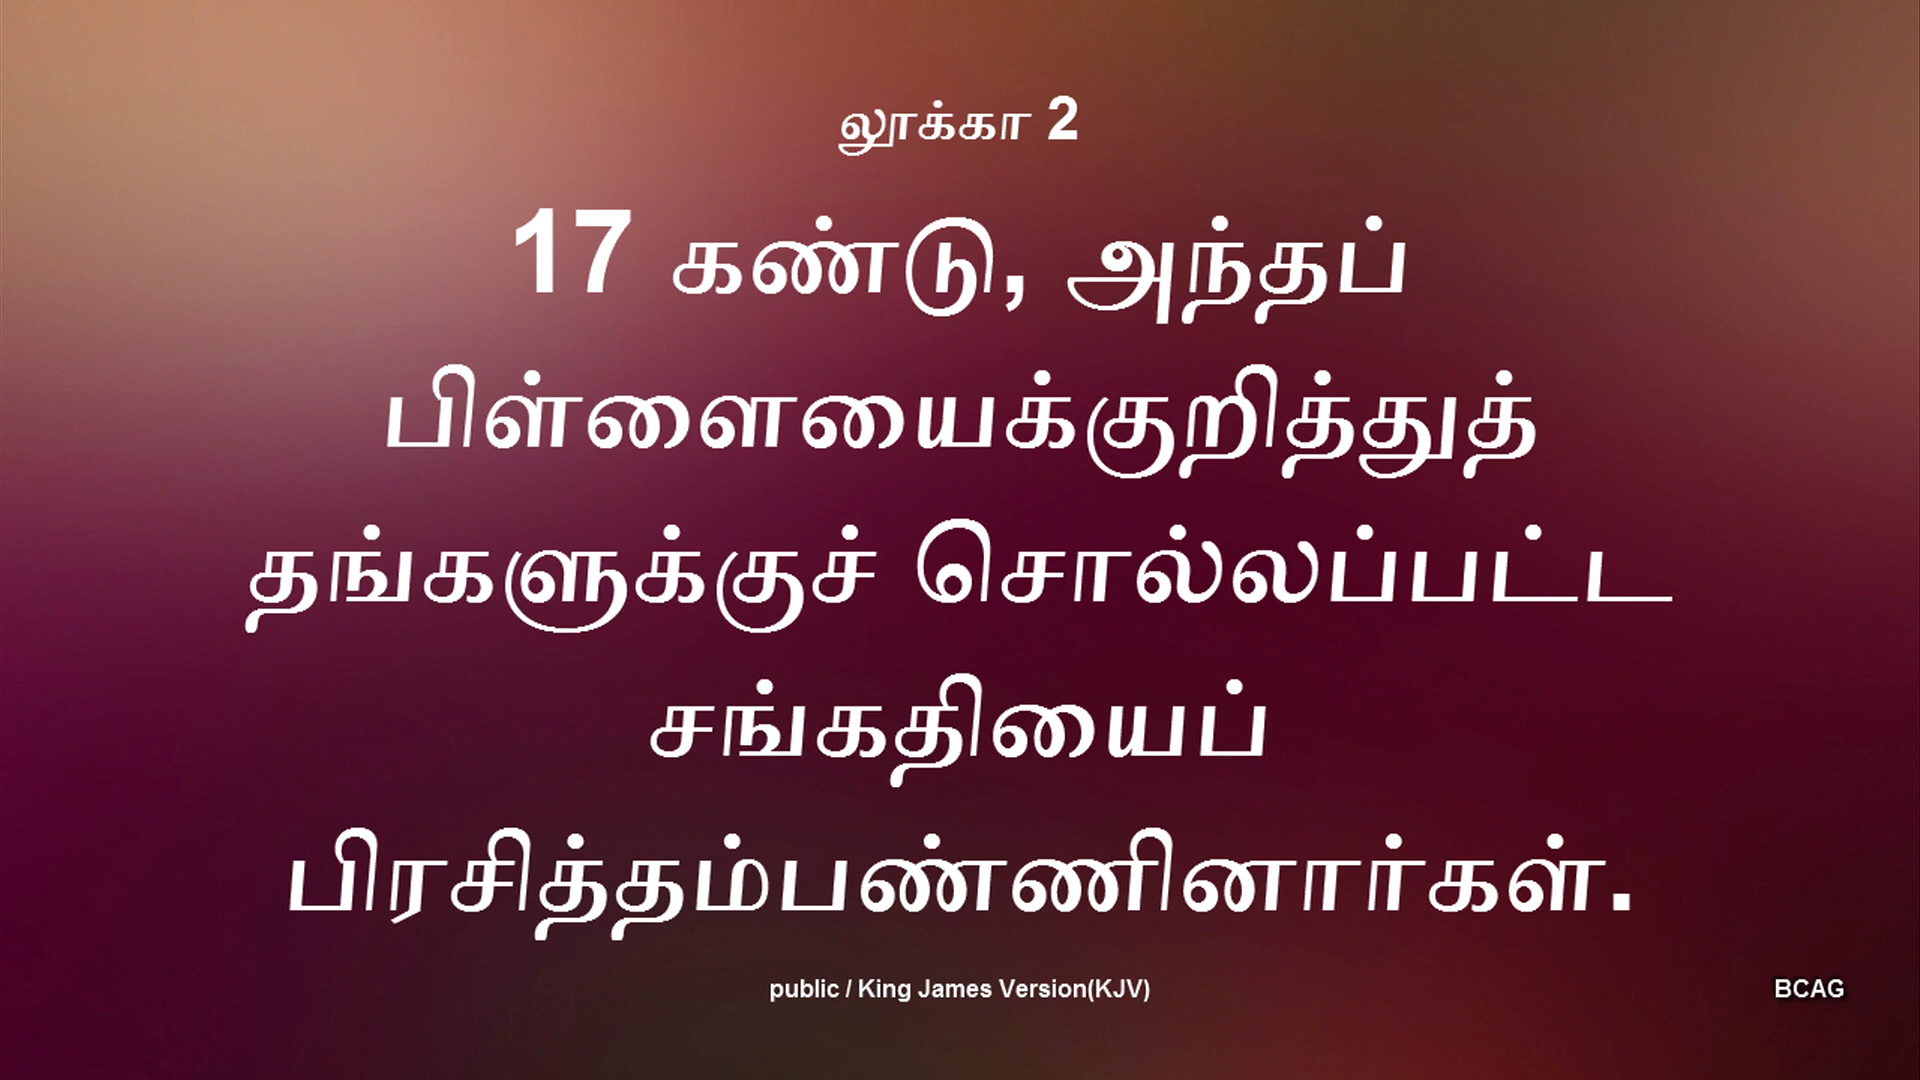 லூக்கா 2
17 கண்டு, அந்தப்
பிள்ளையைக்குறித்துத்
தங்களுக்குச் சொல்லப்பட்ட
சங்கதியைப்
பிரசித்தம்பண்ணினார்கள்.
public / King James Version(KJV)
BCAG